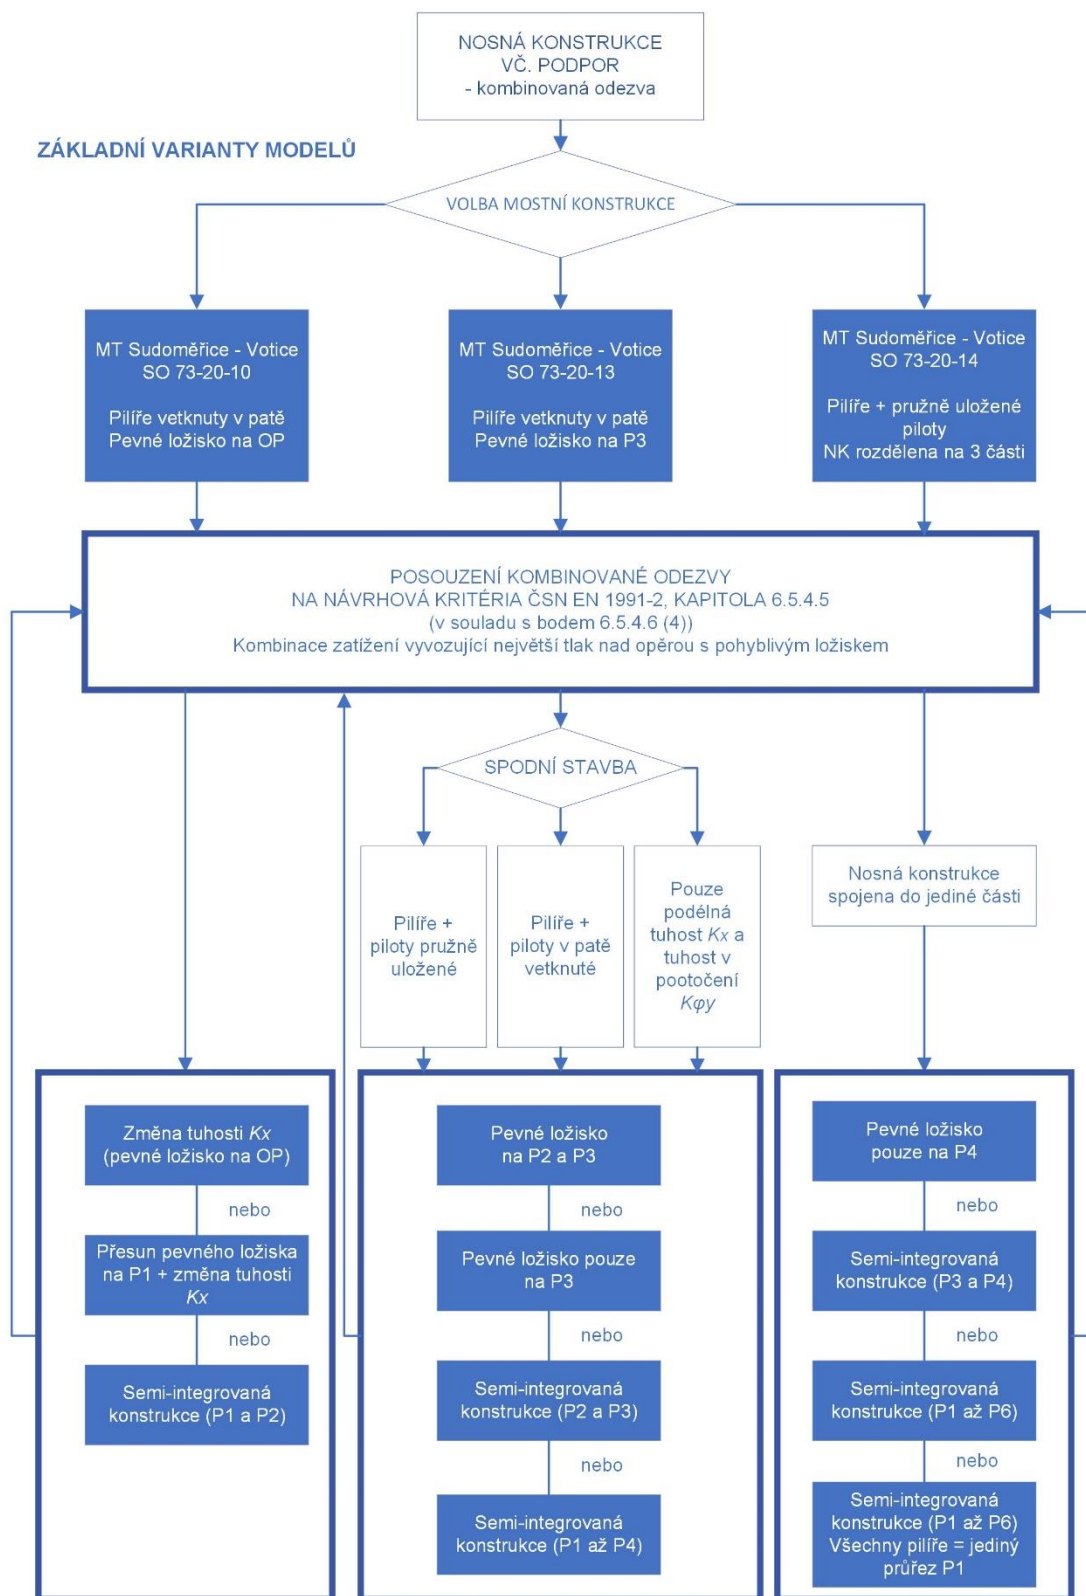 NOSNÁ KONSTRUKCE
VČ. PODPOR
- kombinovaná odezva
ZÁKLADNÍ VARIANTY MODELŮ
VOLBA MOSTNÍ KONSTRUKCE
MT Sudoměřice - Votice
SO 73-20-10
Pilíře vetknuty v patě
Pevné ložisko na OP
MT Sudoměřice - Votice
SO 73-20-13
Pilíře vetknuty v patě
Pevné ložisko na P3
MT Sudoměřice - Votice
SO 73-20-14
Pilíře + pružně uložené
piloty
NK rozdělena na 3 části
POSOUZENÍ KOMBINOVANÉ ODEZVY
NA NÁVRHOVÁ KRITÉRIA ČSN EN 1991-2, KAPITOLA 6.5.4.5
(v souladu s bodem 6.5.4.6 (4))
Kombinace zatížení vyvozující největší tlak nad opěrou s pohyblivým ložiskem
SPODNÍ STAVBA
Pilíře +
piloty pružně
uložené
Pilíře +
piloty v patě
vetknuté
Pouze
podélná
tuhost Kx a
tuhost v
pootočení
Kφy
Nosná konstrukce
spojena do jediné části
Změna tuhosti Kx
(pevné ložisko na OP)
nebo
Přesun pevného ložiska
na P1 + změna tuhosti
Kx
nebo
Semi-integrovaná
konstrukce (P1 a P2)
Pevné ložisko
na P2 a P3
nebo
Pevné ložisko pouze
na P3
nebo
Semi-integrovaná
konstrukce (P2 a P3)
nebo
Semi-integrovaná
konstrukce (P1 až P4)
Pevné ložisko
pouze na P4
nebo
Semi-integrovaná
konstrukce (P3 a P4)
nebo
Semi-integrovaná
konstrukce (P1 až P6)
nebo
Semi-integrovaná
konstrukce (P1 až P6)
Všechny pilíře = jediný
průřez P1